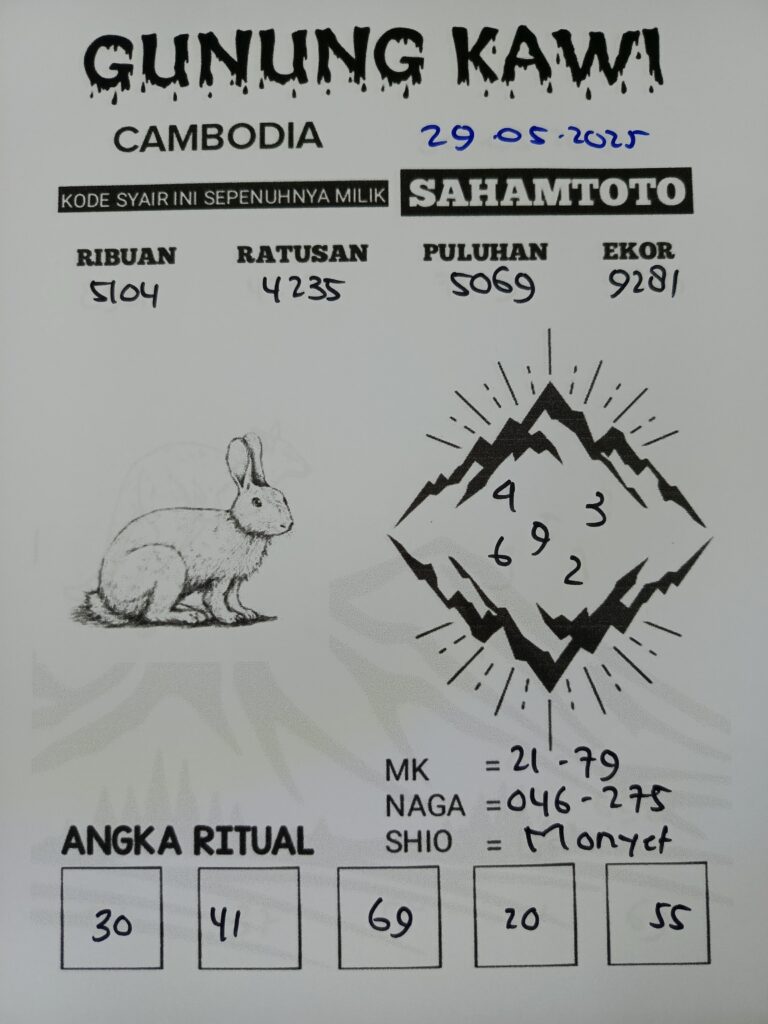 GUNUNG KAWI
CAMBODIA 29.05.2025
KODE SYAIR INI SEPENUHNYA MILIK SAHAMTOTO
RIBUAN RATUSAN PULUHAN EKOR
5104 4235 5069 9281
4 3
9
6 2
MK = 21 - 79
NAGA = 046 - 275
SHIO = Monyet
ANGKA RITUAL
30 41 69 20 55